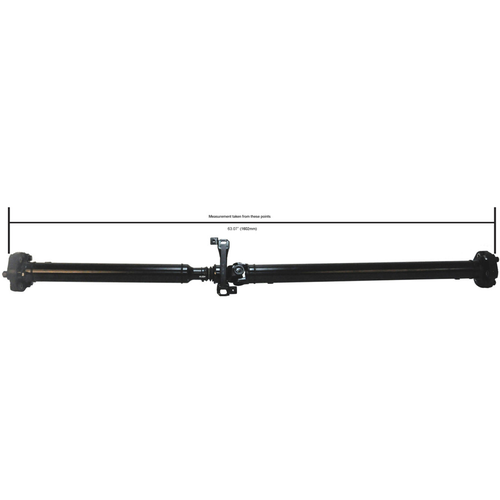 Measurement taken from these points
63.07" (1602mm)